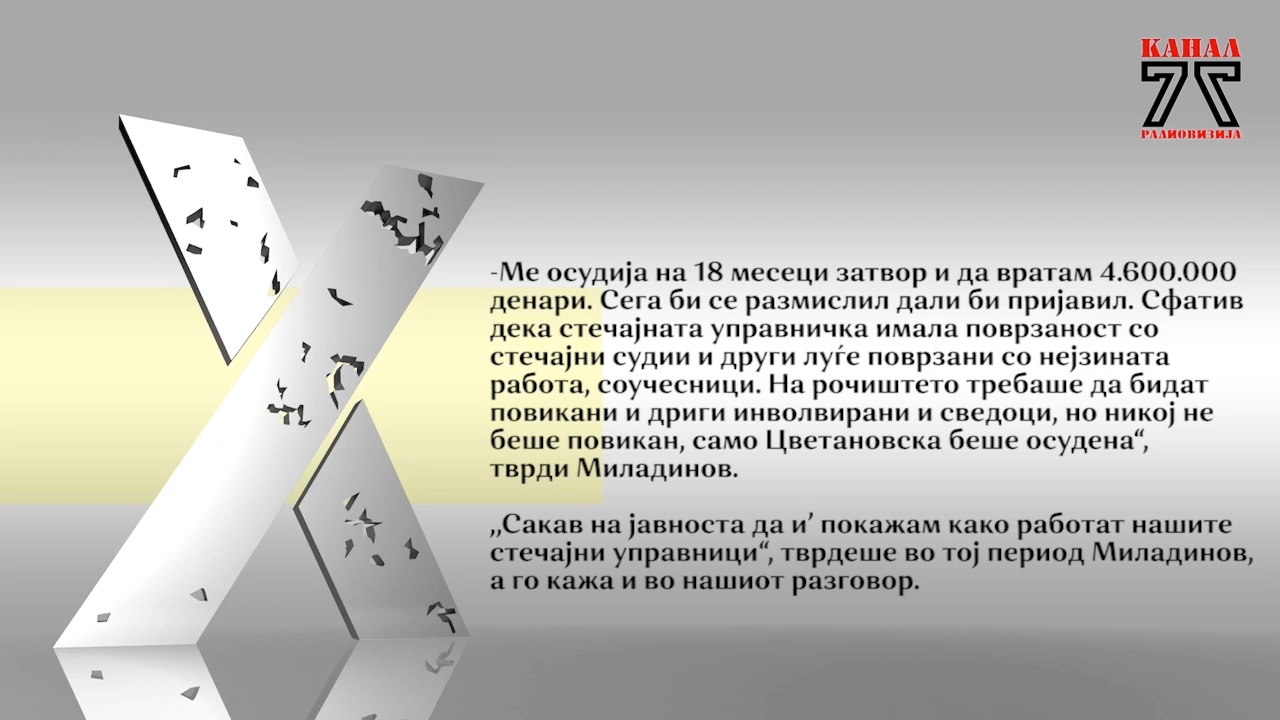 КАНАЛ
77
РАДИОВИЗИЈА
-Ме осудија на 18 месеци затвор и да вратам 4.600.000
денари. Сега би се размислил дали би пријавил. Сфатив
дека стечајната управничка имала поврзаност со
стечајни судии и други луѓе поврзани со нејзината
работа, соучесници. На рочиштето требаше да бидат
повикани и дриги инволвирани и сведоци, но никој не
беше повикан, само Цветановска беше осудена“,
тврди Миладинов.
„Сакав на јавноста да и’ покажам како работат нашите
стечајни управници“, тврдеше во тој период Миладинов,
а го кажа и во нашиот разговор.